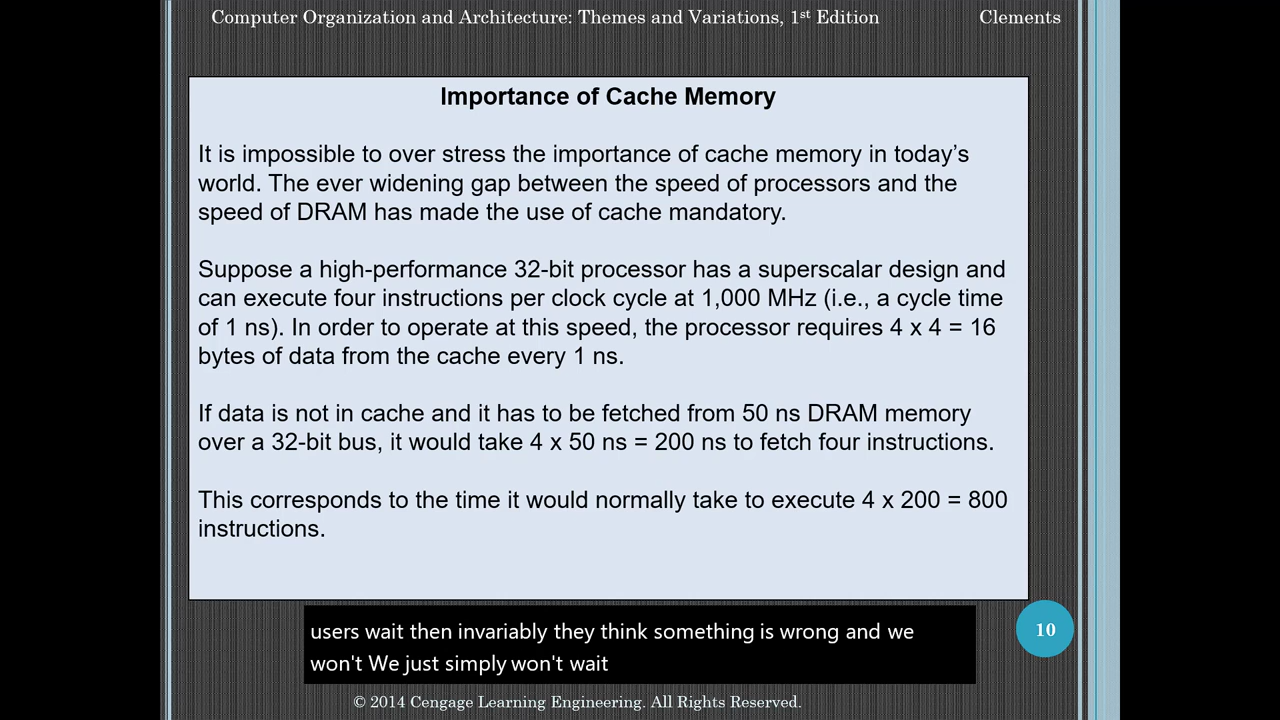 Computer Organization and Architecture: Themes and Variations, 1st Edition Clements
Importance of Cache Memory
It is impossible to over stress the importance of cache memory in today’s
world. The ever widening gap between the speed of processors and the
speed of DRAM has made the use of cache mandatory.
Suppose a high-performance 32-bit processor has a superscalar design and
can execute four instructions per clock cycle at 1,000 MHz (i.e., a cycle time
of 1 ns). In order to operate at this speed, the processor requires 4 x 4 = 16
bytes of data from the cache every 1 ns.
If data is not in cache and it has to be fetched from 50 ns DRAM memory
over a 32-bit bus, it would take 4 x 50 ns = 200 ns to fetch four instructions.
This corresponds to the time it would normally take to execute 4 x 200 = 800
instructions.
users wait then invariably they think something is wrong and we
won't We just simply won't wait
10
© 2014 Cengage Learning Engineering. All Rights Reserved.